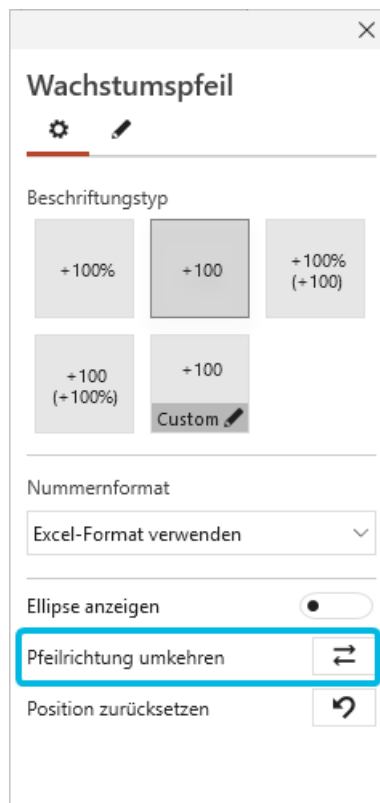 Wachstumspfeil
Beschriftungstyp
+100%
+100
+100%
(+100)
+100
(+100%)
+100
Custom
Nummernformat
Excel-Format verwenden
Ellipse anzeigen
Pfeilrichtung umkehren
Position zurücksetzen